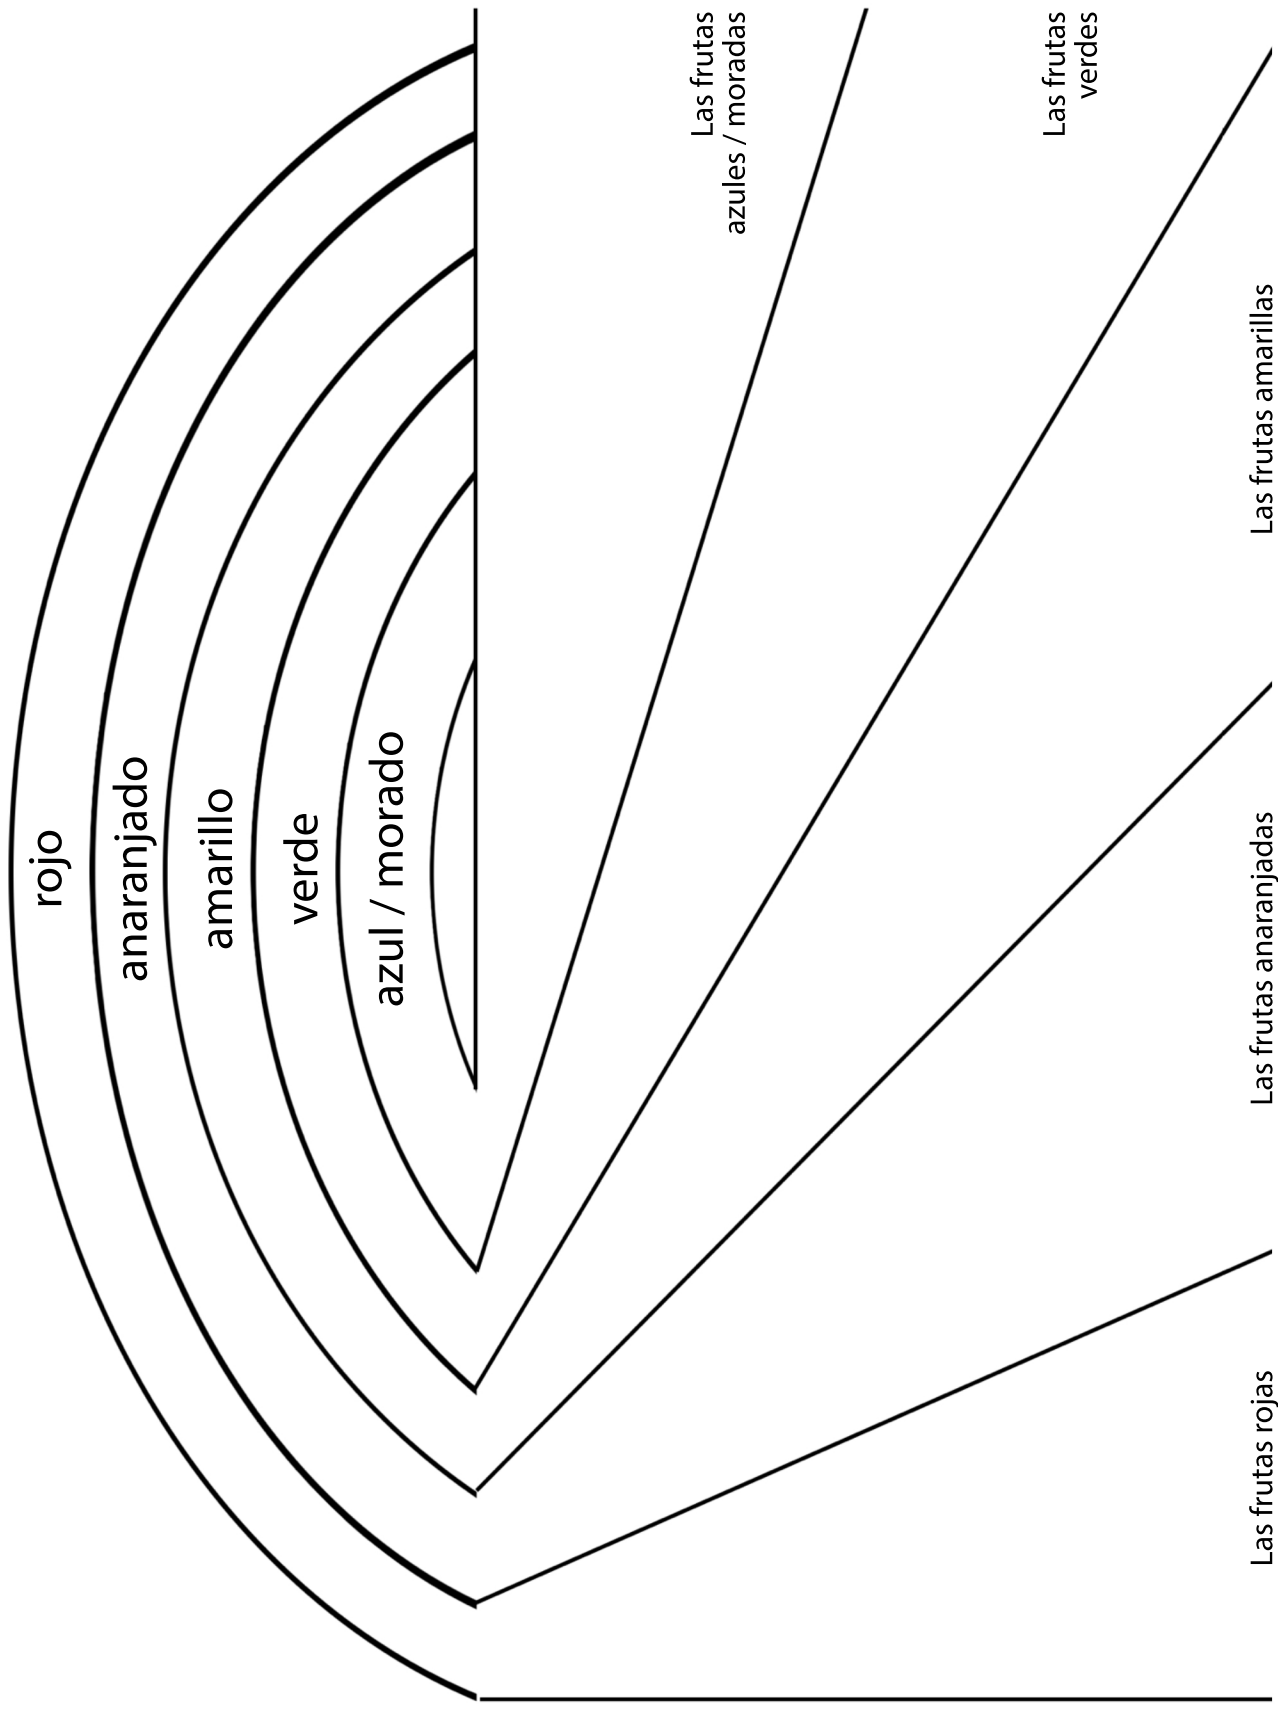 rojo
anaranjado
amarillo
verde
azul / morado
Las frutas rojas
Las frutas anaranjadas
Las frutas amarillas
Las frutas
verdes
Las frutas
azules / moradas